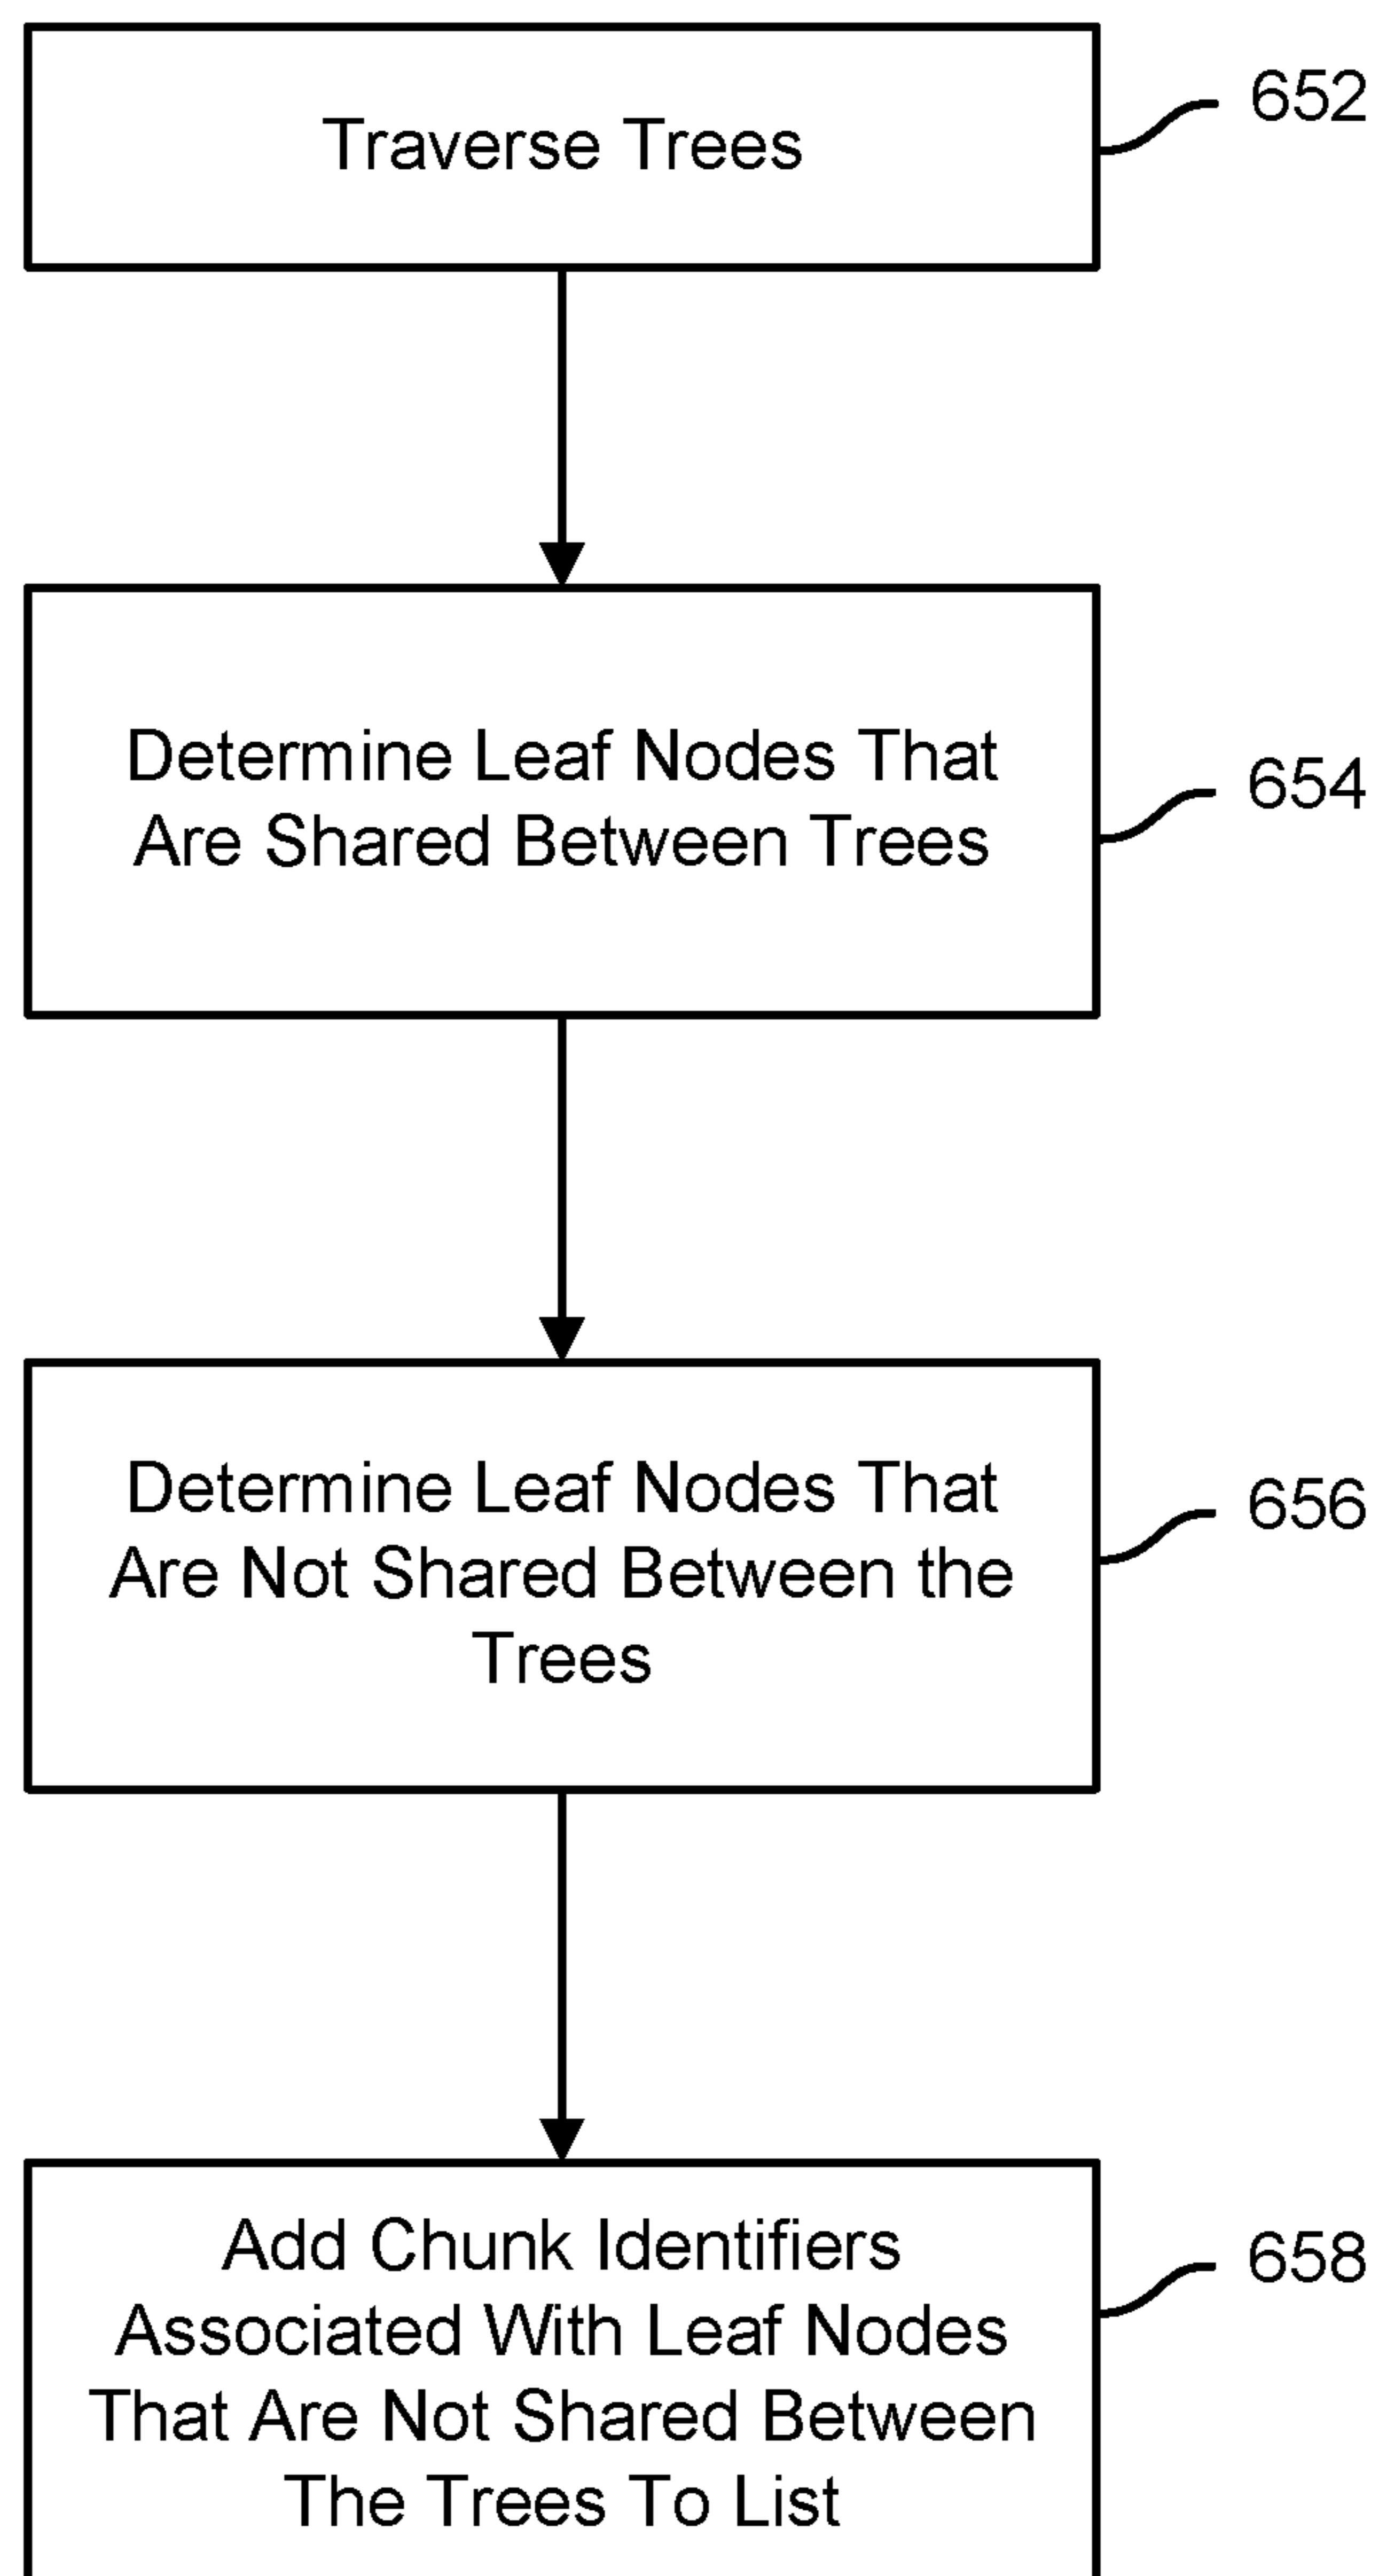 Traverse Trees
652
Determine Leaf Nodes That
Are Shared Between Trees
654
Determine Leaf Nodes That
Are Not Shared Between the
Trees
656
Add Chunk Identifiers
Associated With Leaf Nodes
That Are Not Shared Between
The Trees To List
658